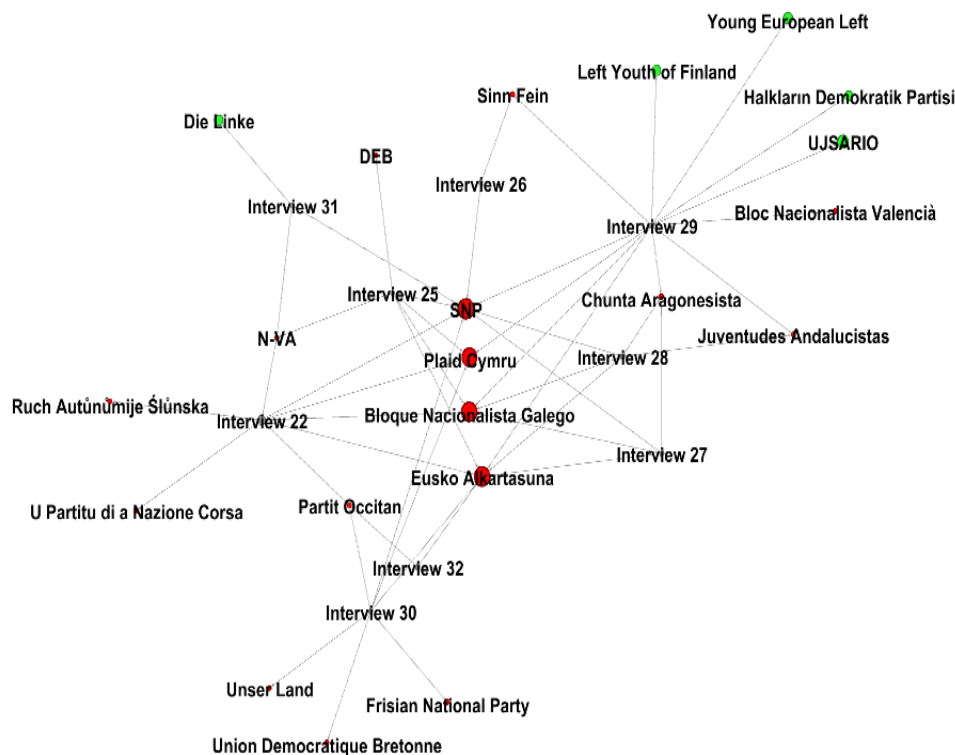 Young European Left
Left Youth of Finland
Sinn Fein
Halkların Demokratik Partisi
Die Linke
UJSARIO
DEB
Interview 26
Interview 31
Bloc Nacionalista Valencià
Interview 29
Interview 25
Chunta Aragonesista
SNP
N-VA
Juventudes Andalucistas
Plaid Cymru
Interview 28
Ruch Autůnůmije Ślůnska
Interview 22
Bloque Nacionalista Galego
Interview 27
Eusko Alkartasuna
U Partitu di a Nazione Corsa
Partit Occitan
Interview 32
Interview 30
Unser Land
Frisian National Party
Union Democratique Bretonne